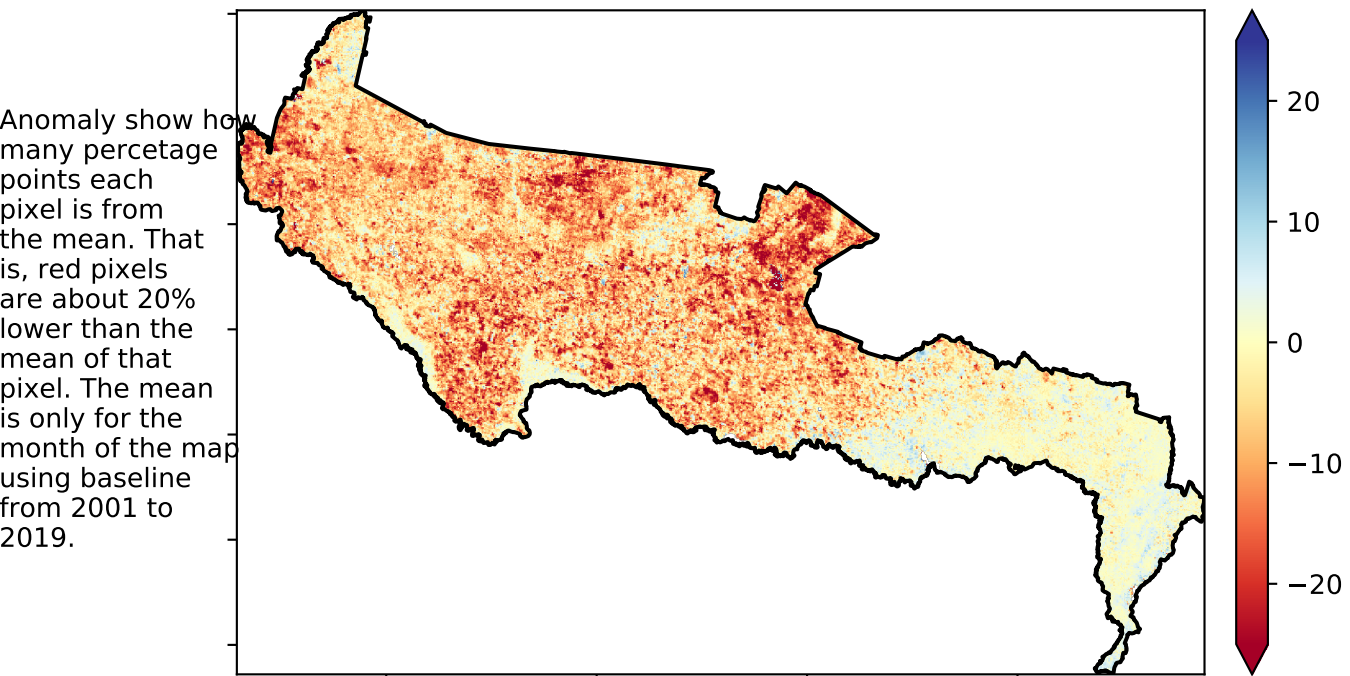 Anomaly show how
many percetage
points each
pixel is from
the mean. That
is, red pixels
are about 20%
lower than the
mean of that
pixel. The mean
is only for the
month of the map
using baseline
from 2001 to
2019.
20
10
0
−10
−20